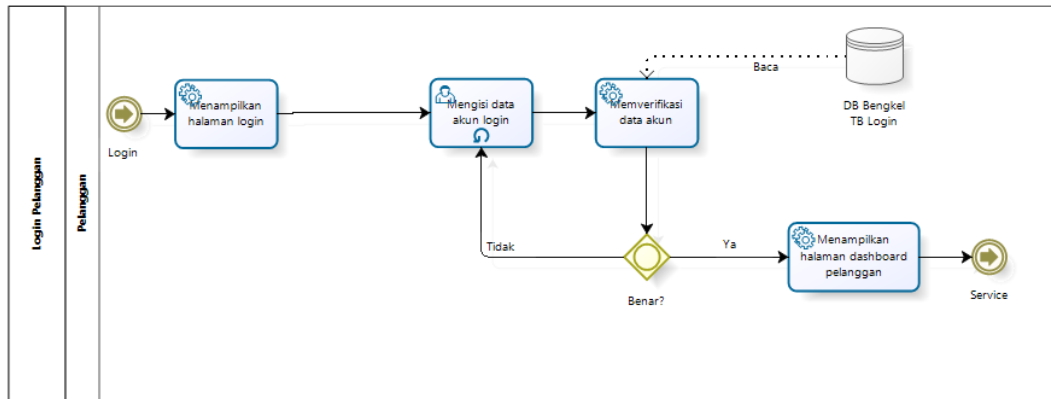 Login Pelanggan
Pelanggan
Login
Menampilkan
halaman login
Mengisi data
akun login
Memverifikasi
data akun
Baca
DB Bengkel
TB Login
Tidak
Benar?
Ya
Menampilkan
halaman dashboard
pelanggan
Service